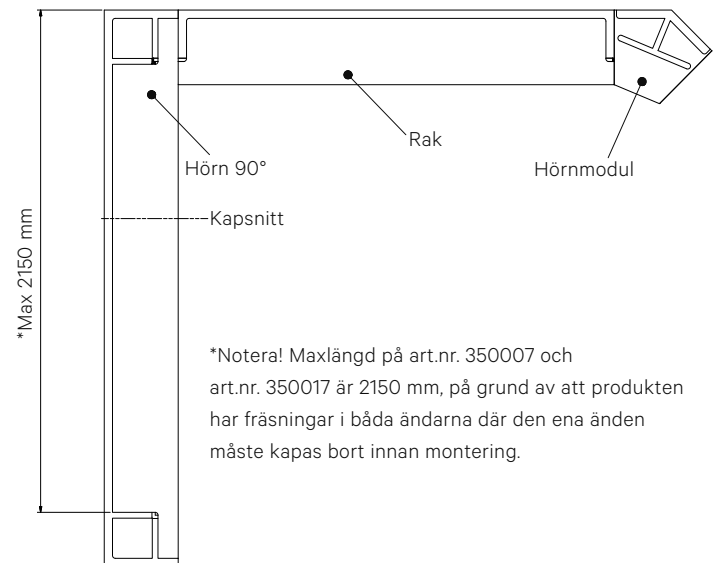 Rak
Hörn 90°
Hörnmodul
Kapsnitt
*Max 2150 mm
*Notera! Maxlängd på art.nr. 350007 och
art.nr. 350017 är 2150 mm, på grund av att produkten
har fräsningar i båda ändarna där den ena änden
måste kapas bort innan montering.